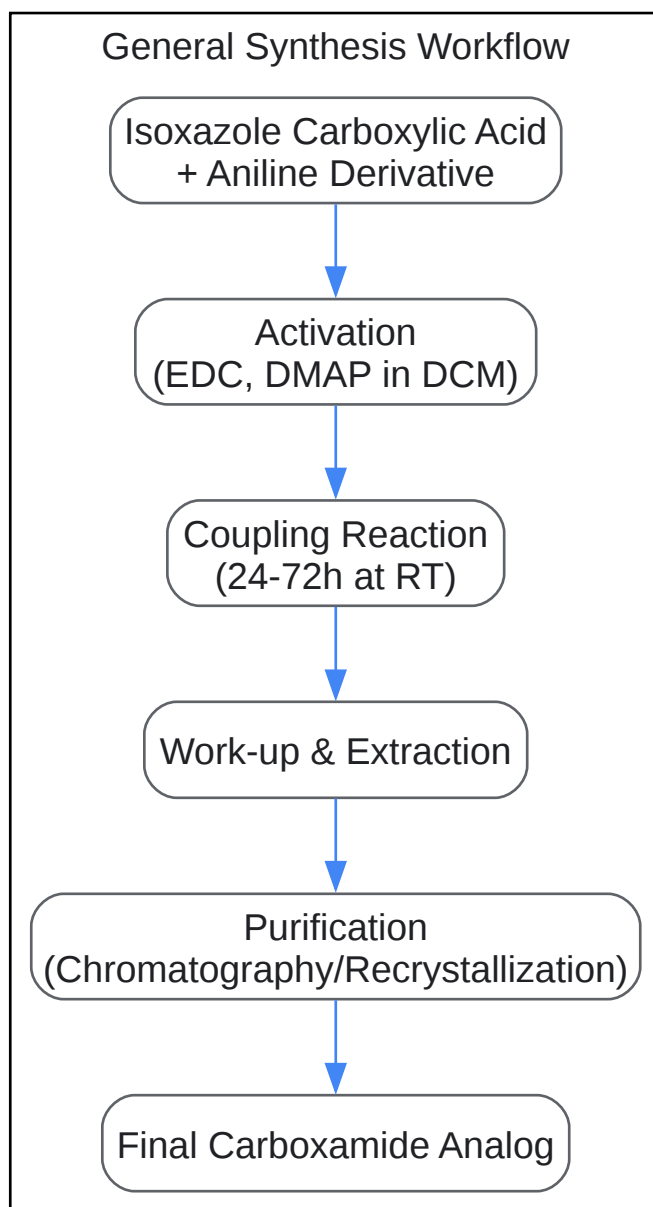 General Synthesis Workflow
Isoxazole Carboxylic Acid
+ Aniline Derivative
Activation
(EDC, DMAP in DCM)
Coupling Reaction
(24-72h at RT)
Work-up & Extraction
Purification
(Chromatography/Recrystallization)
Final Carboxamide Analog